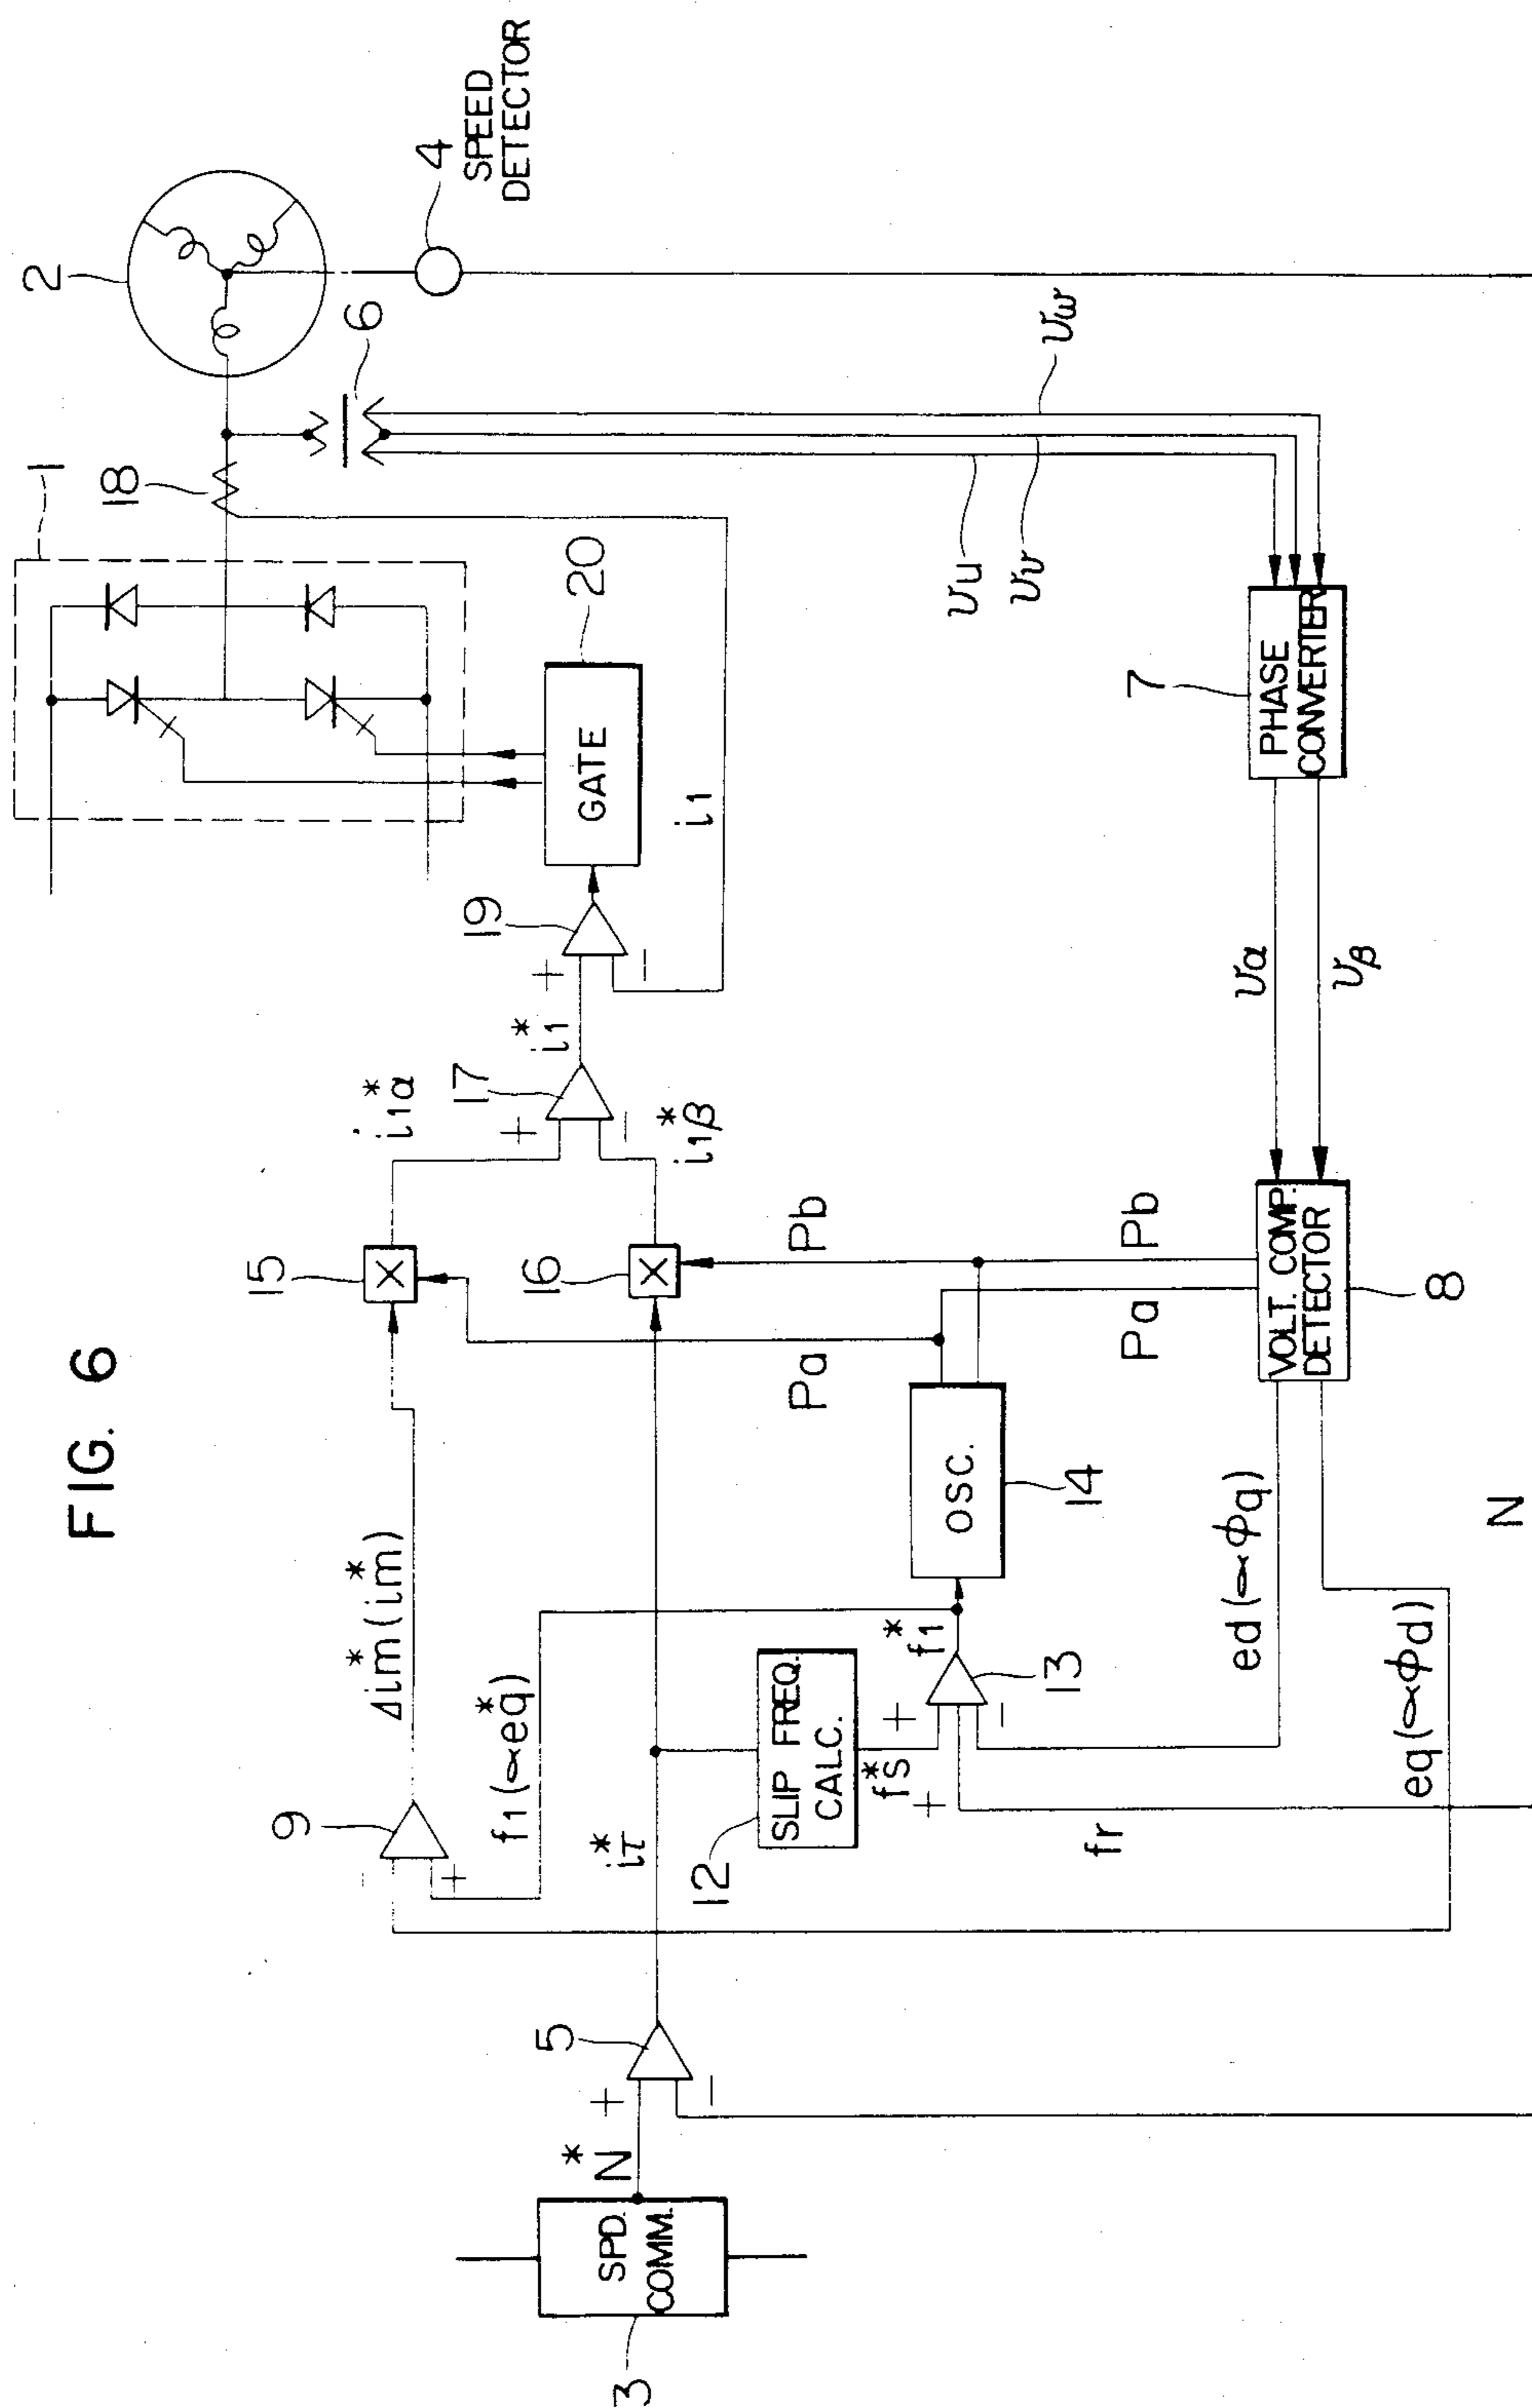 FIG. 6
1
18
2
6
4
SPEED
DETECTOR
20
GATE
19
+
−
i1
i1*
17
+
−
i1α*
i1β*
15
×
16
×
Δim*(im*)
9
−
+
f1(∝eq*)
iτ*
5
+
−
N*
SPD.
COMM.
3
12
SLIP FREQ.
CALC.
fs*
+
+
−
fr
13
f1*
OSC.
14
Pa
Pb
Pa
Pb
ed(∝ϕq)
eq(∝ϕd)
VOLT. COMP.
DETECTOR
8
vα
vβ
7
PHASE
CONVERTER
vu
vv
vw
N